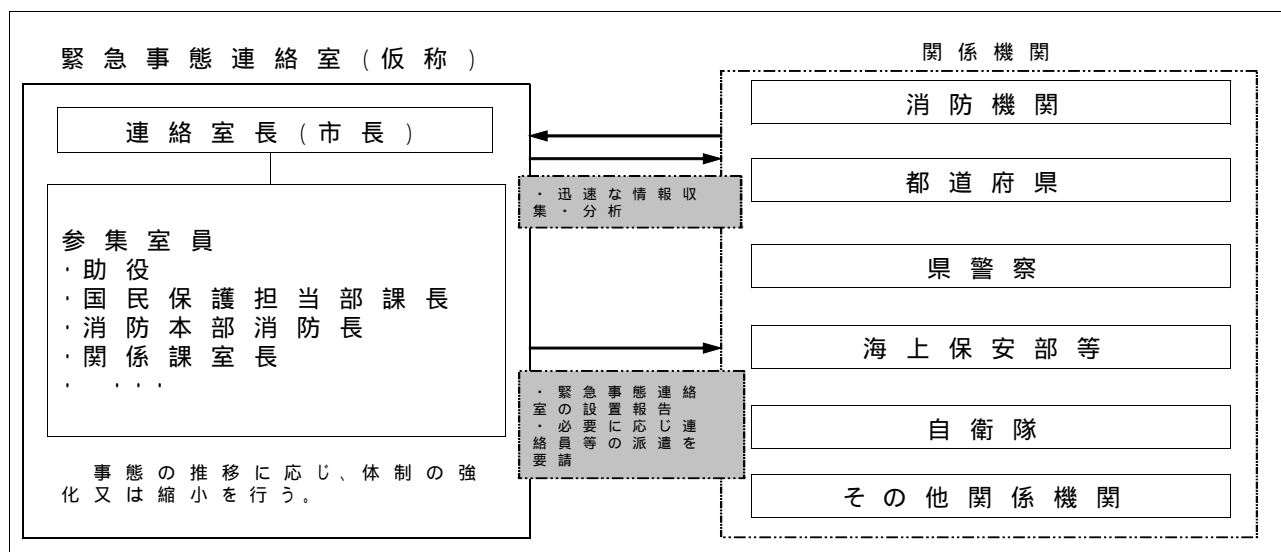 緊急事態連絡室(仮称)
連絡室長(市長)
参集室員
・助役
・国民保護担当部課長
・消防本部消防長
・関係課室長
・ ・・・
事態の推移に応じ、体制の強
化又は縮小を行う。
・迅速な情報収
集・分析
・緊急事態連絡
室の設置報告
・必要に応じ連
絡員等の派遣を
要請
関係機関
消防機関
都道府県
県警察
海上保安部等
自衛隊
その他関係機関